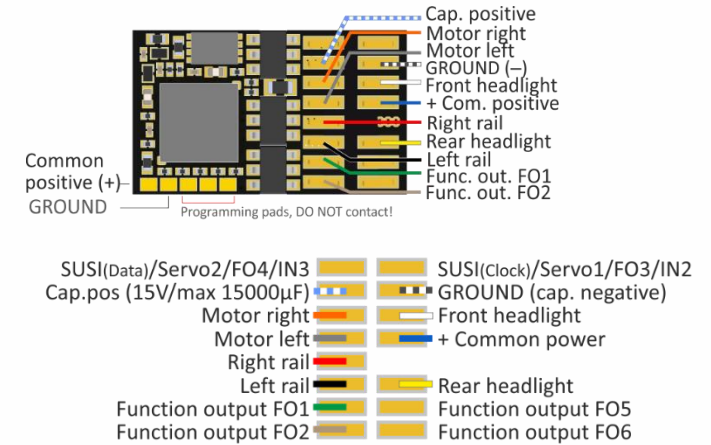 Cap. positive
Motor right
Motor left
GROUND (–)
Front headlight
+ Com. positive
Right rail
Rear headlight
Left rail
Func. out. FO1
Func. out. FO2
Common
positive (+)
GROUND
Programming pads, DO NOT contact!
SUSI(Data)/Servo2/FO4/IN3
SUSI(Clock)/Servo1/FO3/IN2
Cap.pos (15V/max 15000µF)
GROUND (cap. negative)
Motor right
Front headlight
Motor left
+ Common power
Right rail
Left rail
Rear headlight
Function output FO1
Function output FO5
Function output FO2
Function output FO6